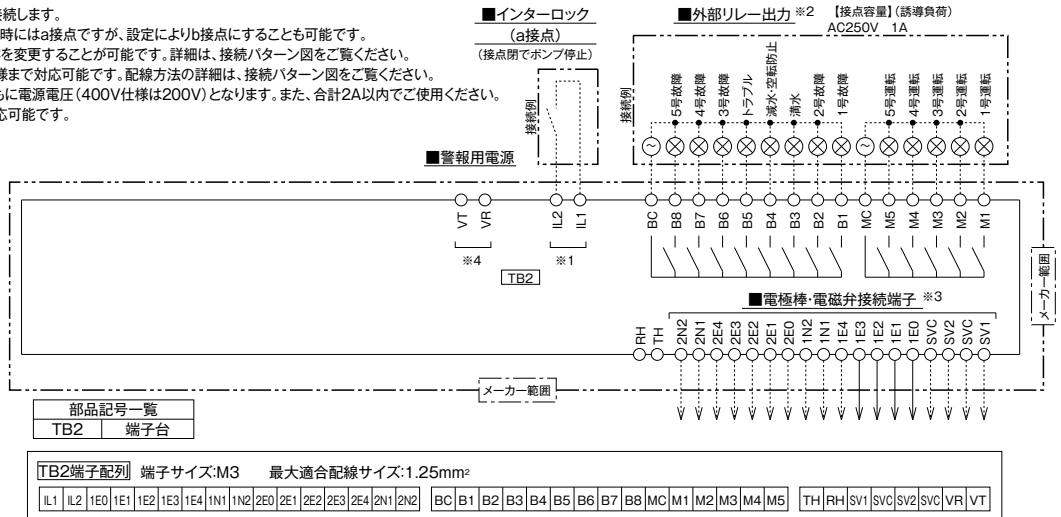 続します。
時にはa接点ですが、設定によりb接点にすることも可能です。
を変更することが可能です。詳細は、接続パターン図をご覧ください。
様まで対応可能です。配線方法の詳細は、接続パターン図をご覧ください。
もに電源電圧(400V仕様は200V)となります。また、合計2A以内でご使用ください。
応可能です。
■インターロック
(a接点)
(接点閉でポンプ停止)
接続例
■外部リレー出力 ※2 【接点容量】(誘導負荷)
AC250V 1A
接続例
5号故障 4号故障 3号故障 トラブル 減水・空転防止 満水 2号故障 1号故障 5号運転 4号運転 3号運転 2号運転 1号運転
■警報用電源
VT VR IL2 IL1 BC B8 B7 B6 B5 B4 B3 B2 B1 MC M5 M4 M3 M2 M1
※4 ※1
TB2
メーカー範囲
■電極棒・電磁弁接続端子 ※3
RH TH 2N2 2N1 2E4 2E3 2E2 2E1 2E0 1N2 1N1 1E4 1E3 1E2 1E1 1E0 SVC SV2 SVC SV1
メーカー範囲
部品記号一覧
TB2 端子台
TB2端子配列 端子サイズ:M3 最大適合配線サイズ:1.25mm²
IL1 IL2 1E0 1E1 1E2 1E3 1E4 1N1 1N2 2E0 2E1 2E2 2E3 2E4 2N1 2N2 BC B1 B2 B3 B4 B5 B6 B7 B8 MC M1 M2 M3 M4 M5 TH RH SV1 SVC SV2 SVC VR VT